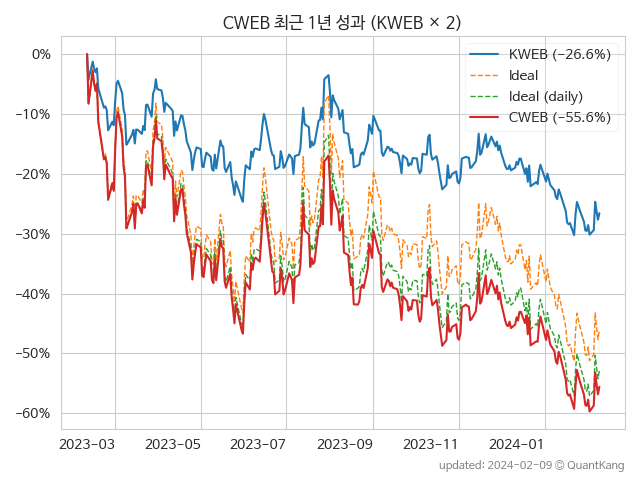 CWEB 최근 1년 성과 (KWEB × 2)
0%
−10%
−20%
−30%
−40%
−50%
−60%
KWEB (−26.6%)
Ideal
Ideal (daily)
CWEB (−55.6%)
2023-03 2023-05 2023-07 2023-09 2023-11 2024-01
updated: 2024-02-09 © QuantKang